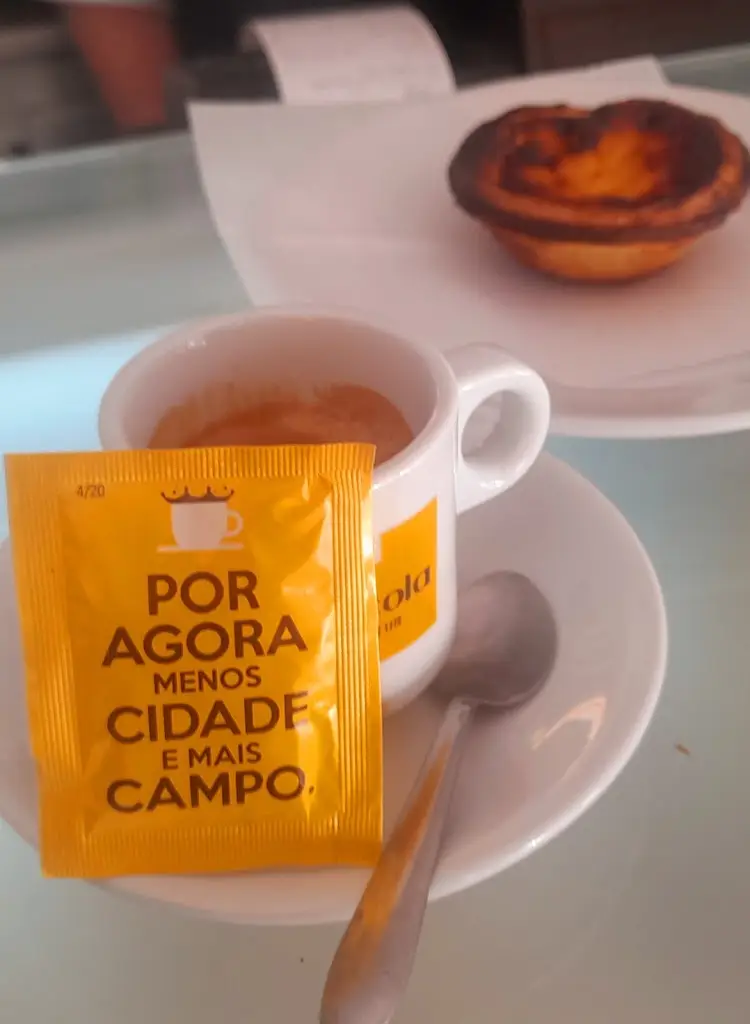 4/20
POR
AGORA
MENOS
CIDADE
E MAIS
CAMPO.